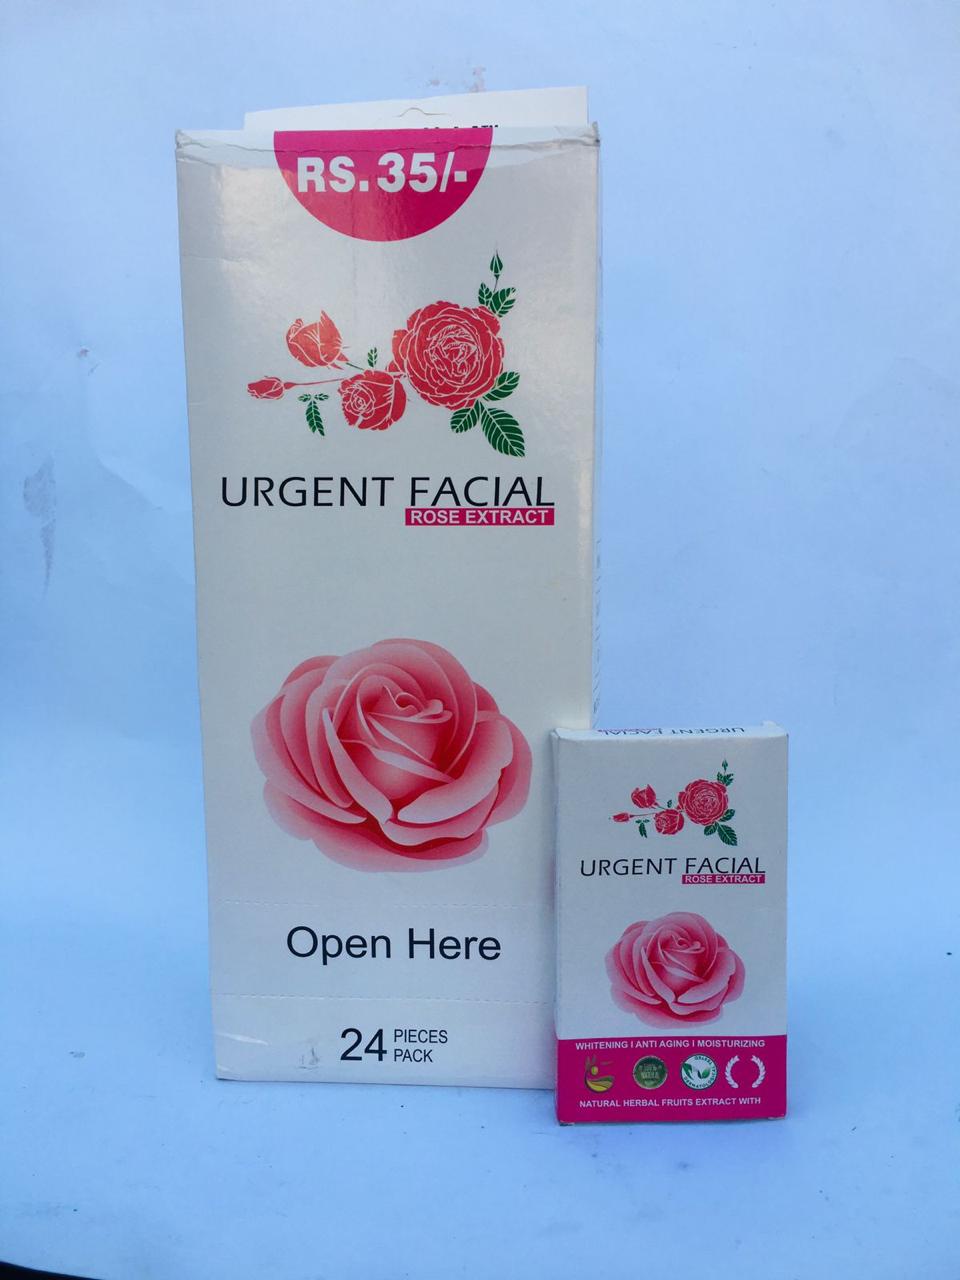 RS. 35/-
URGENT FACIAL
ROSE EXTRACT
Open Here
24 PIECES
PACK
URGENT FACIAL
URGENT FACIAL
ROSE EXTRACT
WHITENING I ANTI AGING I MOISTURIZING
NATURAL HERBAL FRUITS EXTRACT WITH